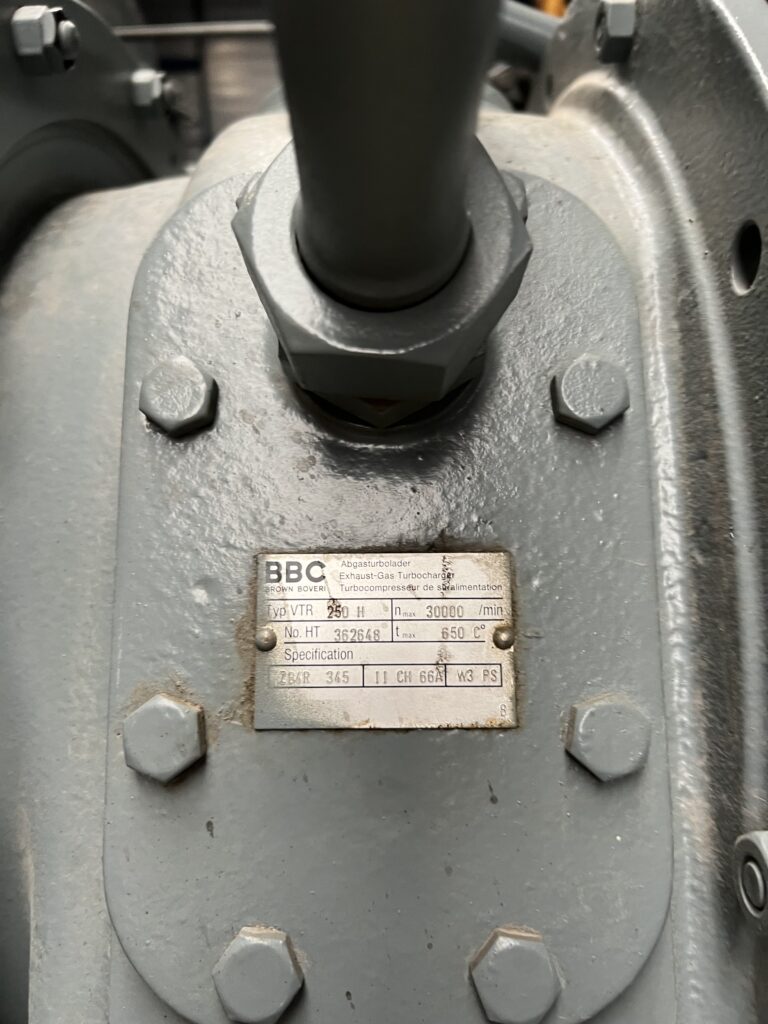 BBC
BROWN BOVERI
Abgasturbolader
Exhaust-Gas Turbocharger
Turbocompresseur de suralimentation
Typ VTR 250 H n max 30000 /min
No. HT 362648 t max 650 C°
Specification
ZB4R 345 11 CH 66A W3 PS
8